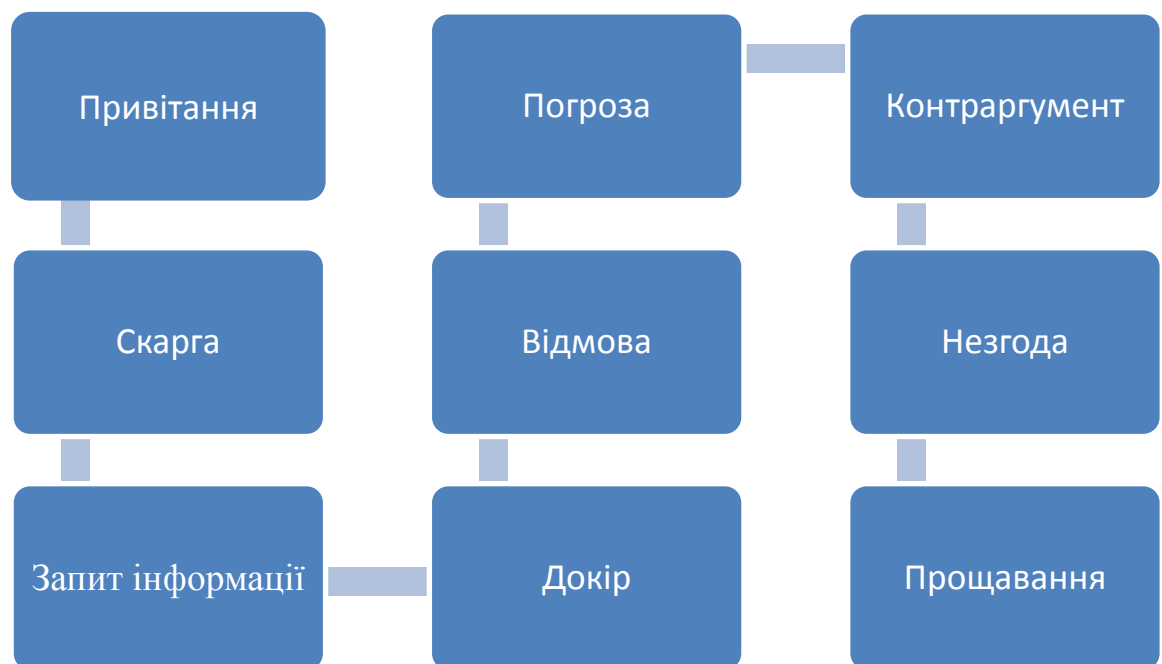 Привітання
Скарга
Запит інформації
Докір
Відмова
Погроза
Контраргумент
Незгода
Прощавання